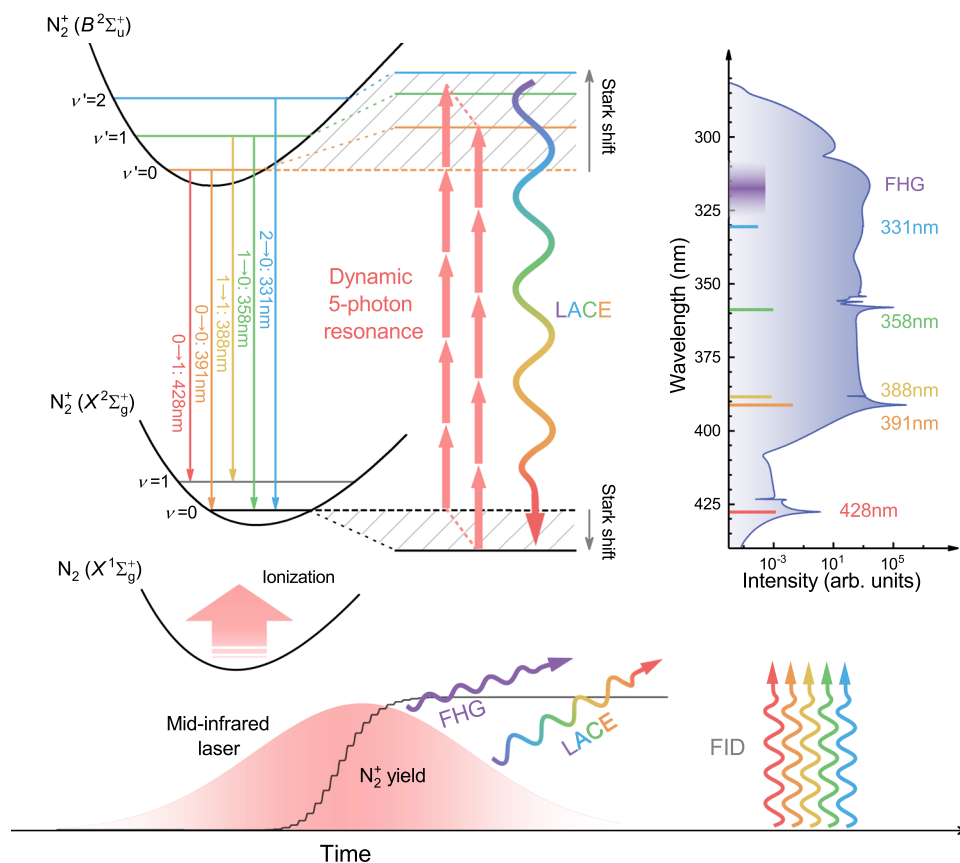 N₂⁺ (B²Σᵤ⁺)
ν'=2
ν'=1
ν'=0
Stark shift
0→1: 428nm
0→0: 391nm
1→1: 388nm
1→0: 358nm
2→0: 331nm
Dynamic
5-photon
resonance
LACE
N₂⁺ (X²Σg⁺)
ν=1
ν=0
Stark shift
N₂ (X¹Σg⁺)
Ionization
Wavelength (nm)
300
325
350
375
400
425
FHG
331nm
358nm
388nm
391nm
428nm
10⁻³
10¹
10⁵
Intensity (arb. units)
Mid-infrared
laser
N₂⁺ yield
FHG
LACE
FID
Time